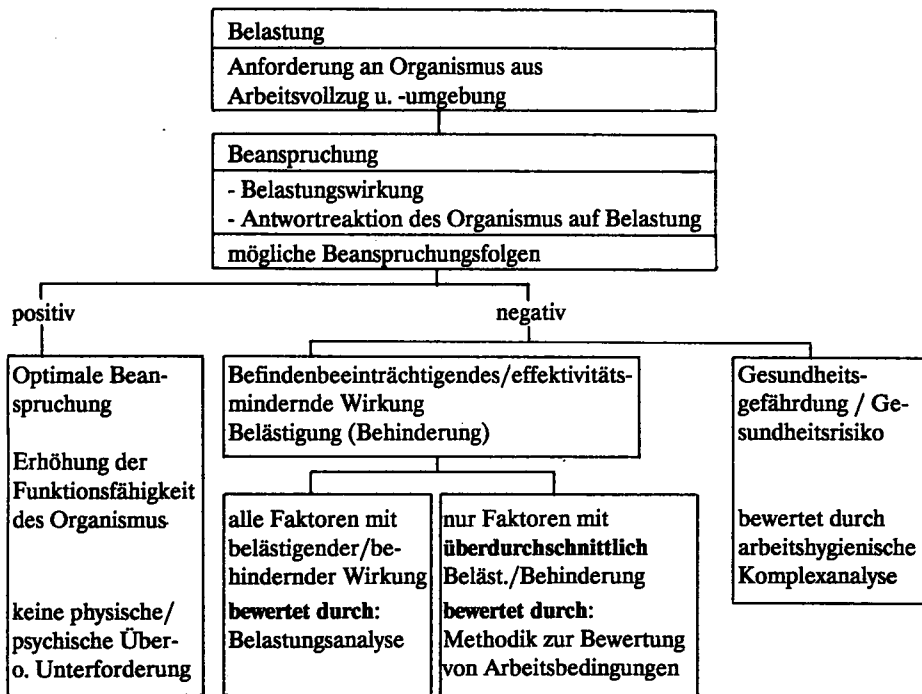 Belastung
Anforderung an Organismus aus
Arbeitsvollzug u. -umgebung
Beanspruchung
- Belastungswirkung
- Antwortreaktion des Organismus auf Belastung
mögliche Beanspruchungsfolgen
positiv
negativ
Optimale Bean-
spruchung
Erhöhung der
Funktionsfähigkeit
des Organismus
keine physische/
psychische Über-
o. Unterforderung
Befindenbeeinträchtigendes/effektivitäts-
mindernde Wirkung
Belästigung (Behinderung)
alle Faktoren mit
belästigender/be-
hindernder Wirkung
bewertet durch:
Belastungsanalyse
nur Faktoren mit
überdurchschnittlich
Beläst./Behinderung
bewertet durch:
Methodik zur Bewertung
von Arbeitsbedingungen
Gesundheits-
gefährdung / Ge-
sundheitsrisiko
bewertet durch
arbeitshygienische
Komplexanalyse